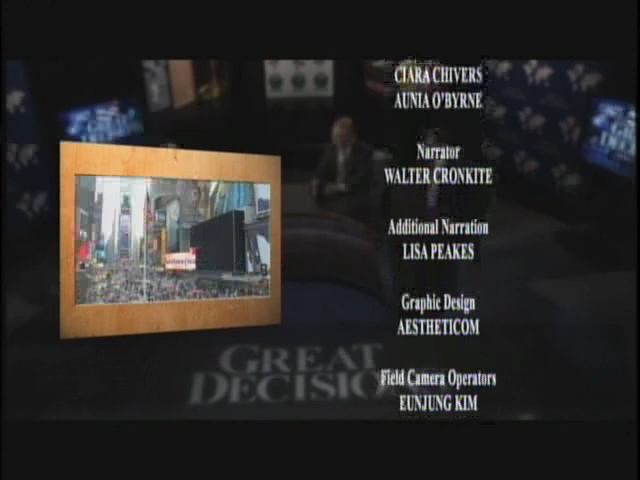 CIARA CHIVERS
AUNIA O'BYRNE
Narrator
WALTER CRONKITE
Additional Narration
LISA PEAKES
Graphic Design
AESTHETICOM
Field Camera Operators
EUNJUNG KIM
GREAT
DECISION